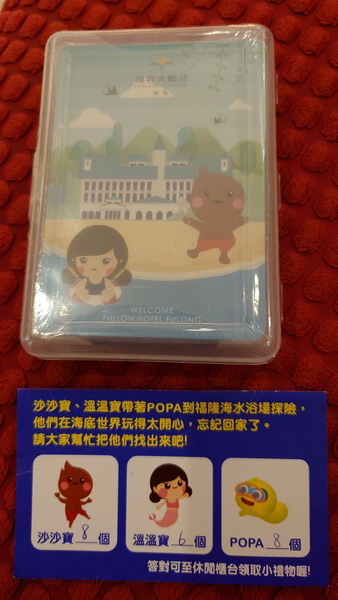 福容大飯店
福隆
WELCOME
FULLON HOTEL FULONG
沙沙寶、溫溫寶帶著POPA到福隆海水浴場探險,
他們在海底世界玩得太開心,忘記回家了。
請大家幫忙把他們找出來吧!
沙沙寶 8 個
溫溫寶 6 個
POPA 8 個
答對可至休閒櫃台領取小禮物喔!